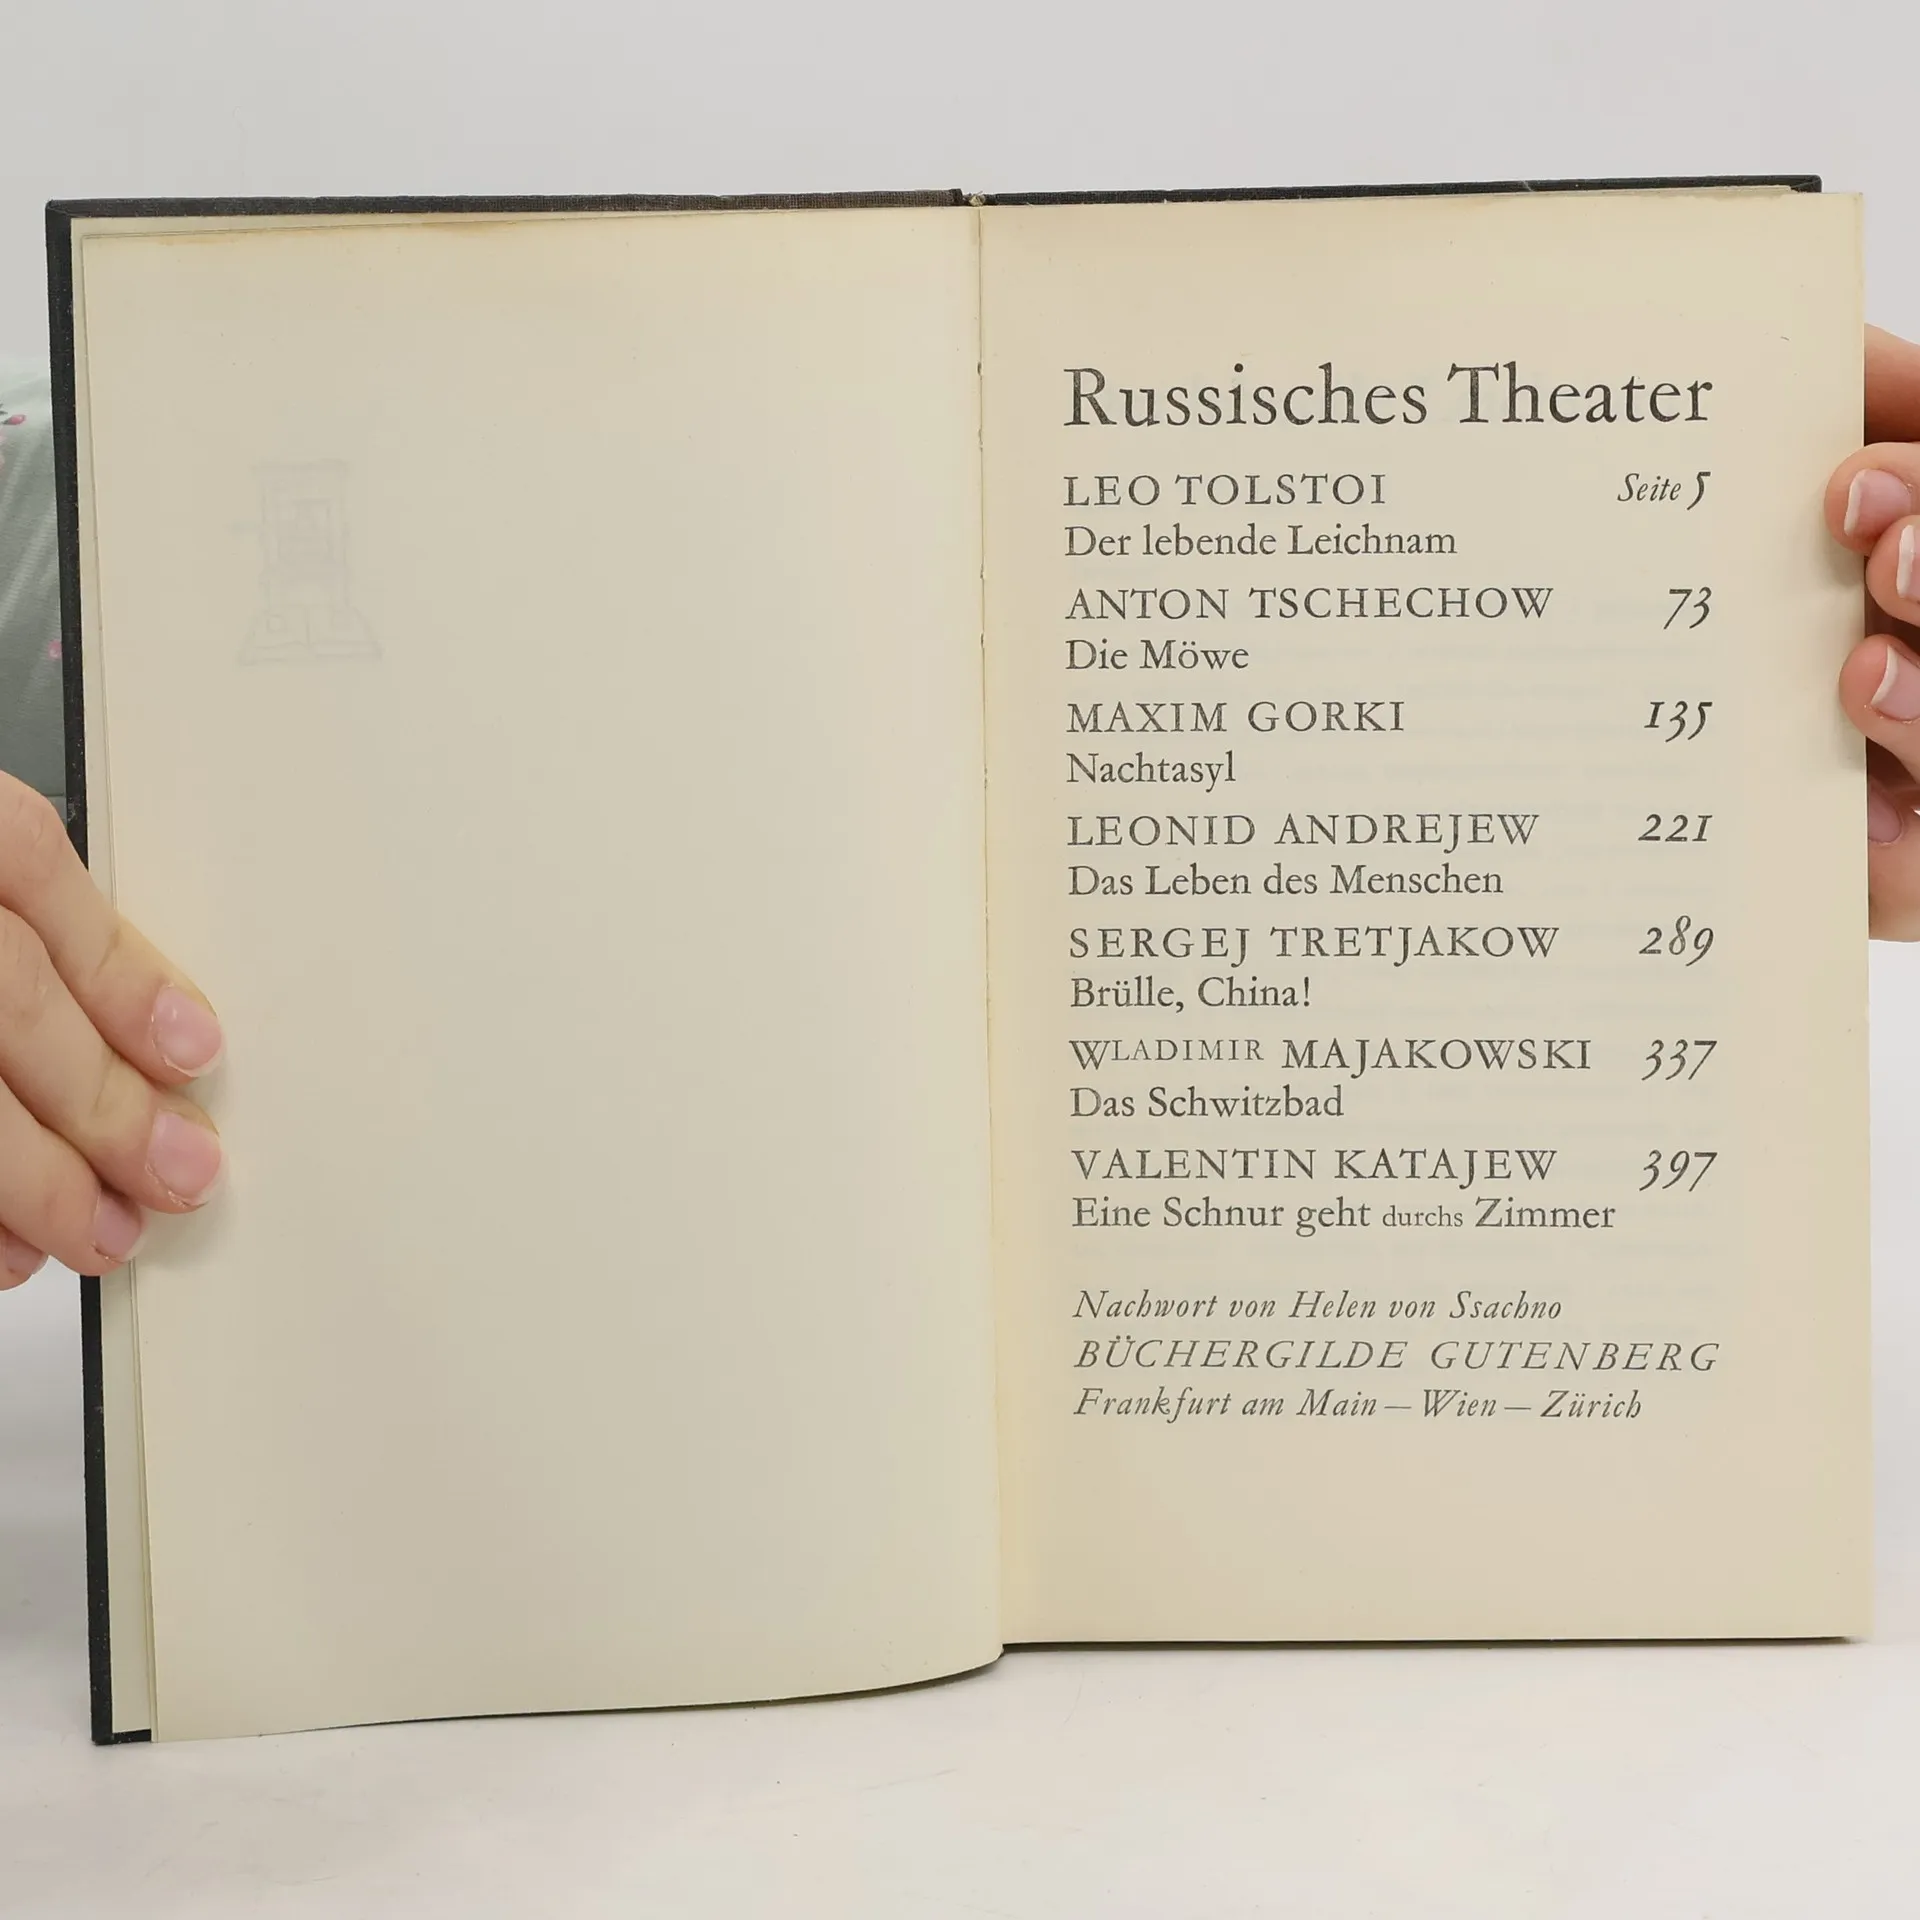 Russisches Theater
LEO TOLSTOI Seite 5
Der lebende Leichnam
ANTON TSCHECHOW 73
Die Möwe
MAXIM GORKI 135
Nachtasyl
LEONID ANDREJEW 221
Das Leben des Menschen
SERGEJ TRETJAKOW 289
Brülle, China!
WLADIMIR MAJAKOWSKI 337
Das Schwitzbad
VALENTIN KATAJEW 397
Eine Schnur geht durchs Zimmer
Nachwort von Helen von Ssachno
BÜCHERGILDE GUTENBERG
Frankfurt am Main — Wien — Zürich